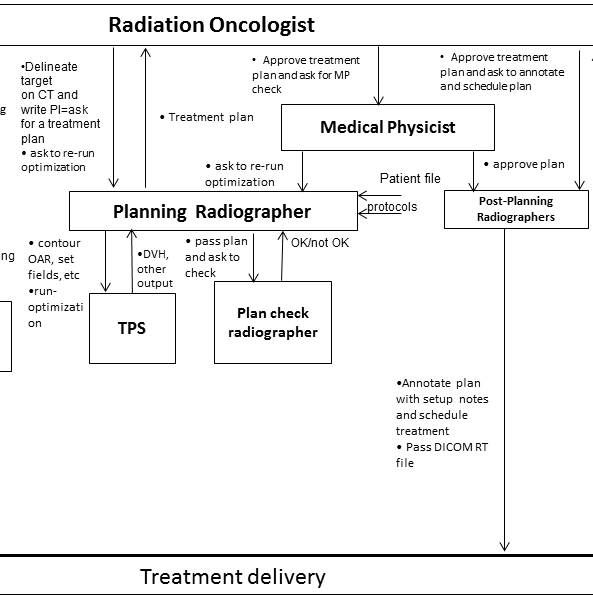 Radiation Oncologist
•Delineate
target
on CT and
write PI=ask
for a treatment
plan
• ask to re-run
optimization
• Treatment plan
• Approve treatment
plan and ask for MP
check
• Approve treatment
plan and ask to annotate
and schedule plan
g
Medical Physicist
• ask to re-run
optimization
• approve plan
Patient file
protocols
Planning Radiographer
Post-Planning
Radiographers
ng
• contour
OAR, set
fields, etc
•run-
optimizati
on
•DVH,
other
output
• pass plan
and ask to
check
OK/not OK
TPS
Plan check
radiographer
•Annotate plan
with setup notes
and schedule
treatment
• Pass DICOM RT
file
Treatment delivery